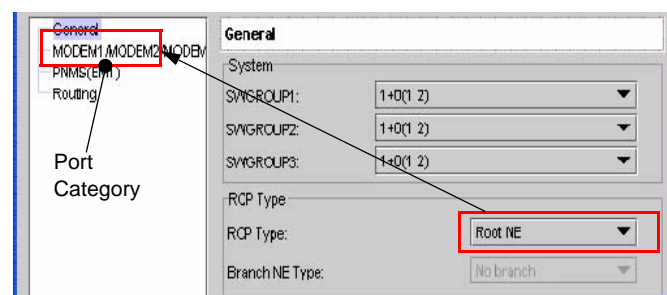 General
MODEM1/MODEM2/MODEM
PNMS( )
Routing
Port
Category
General
System
SWGROUP1:
1+0(1 2)
SWGROUP2:
1+0(1 2)
SWGROUP3:
1+0(1 2)
RCP Type
RCP Type:
Root NE
Branch NE Type:
No branch